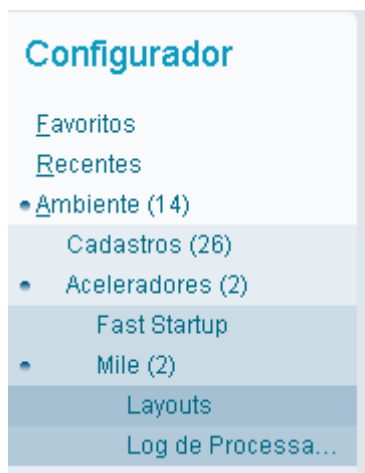 Configurador
Favoritos
Recentes
Ambiente (14)
Cadastros (26)
Aceleradores (2)
Fast Startup
Mile (2)
Layouts
Log de Processa...